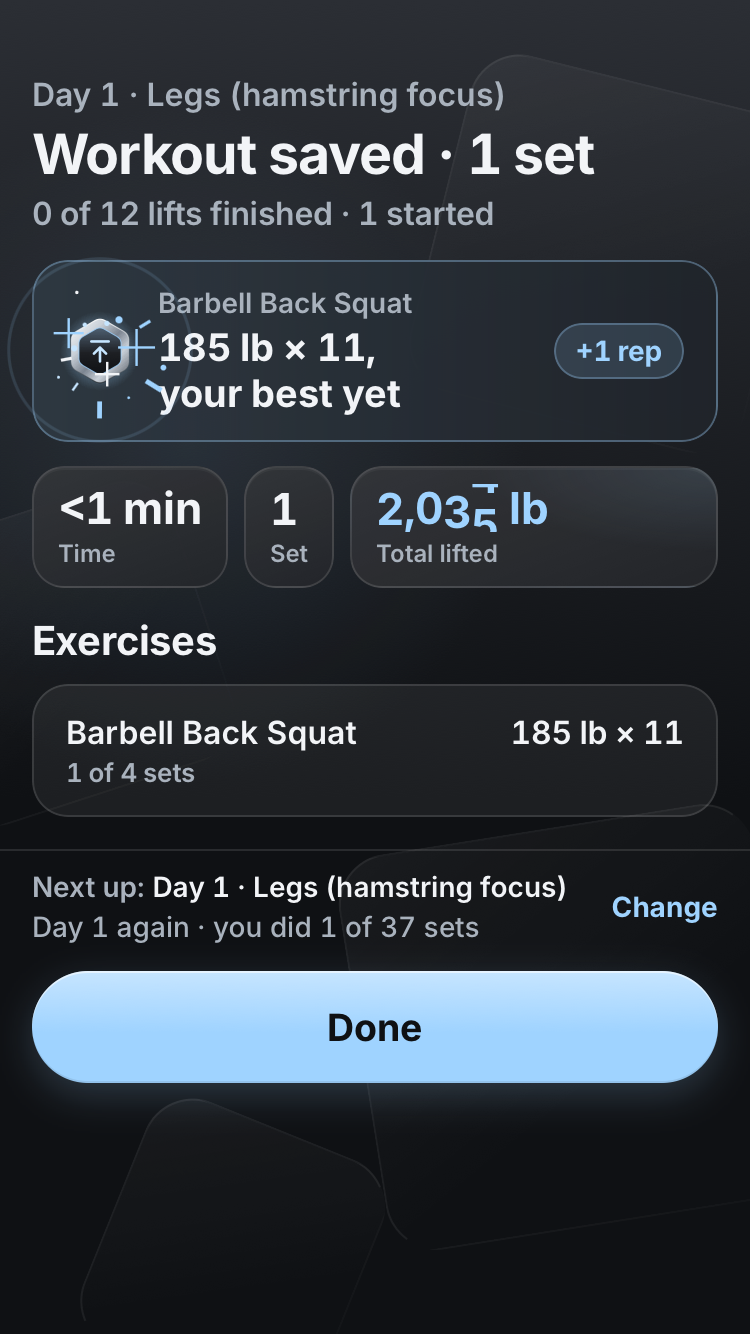 Day 1 · Legs (hamstring focus)
Workout saved · 1 set
0 of 12 lifts finished · 1 started
Barbell Back Squat
185 lb × 11,
your best yet
+1 rep
<1 min
Time
1
Set
2,035 lb
Total lifted
Exercises
Barbell Back Squat
185 lb × 11
1 of 4 sets
Next up: Day 1 · Legs (hamstring focus)
Day 1 again · you did 1 of 37 sets
Change
Done